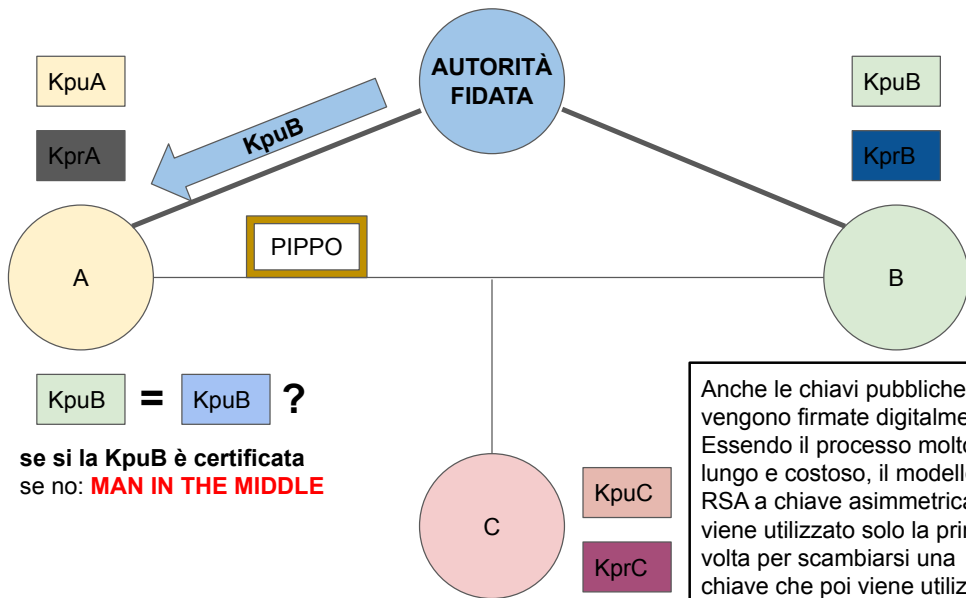 AUTORITÀ
FIDATA
KpuA
KprA
KpuB
KpuB
KprB
PIPPO
A
B
KpuB = KpuB ?
se si la KpuB è certificata
se no: MAN IN THE MIDDLE
C
KpuC
KprC
Anche le chiavi pubbliche
vengono firmate digitalme
Essendo il processo molto
lungo e costoso, il modello
RSA a chiave asimmetrica
viene utilizzato solo la pri
volta per scambiarsi una
chiave che poi viene utiliz